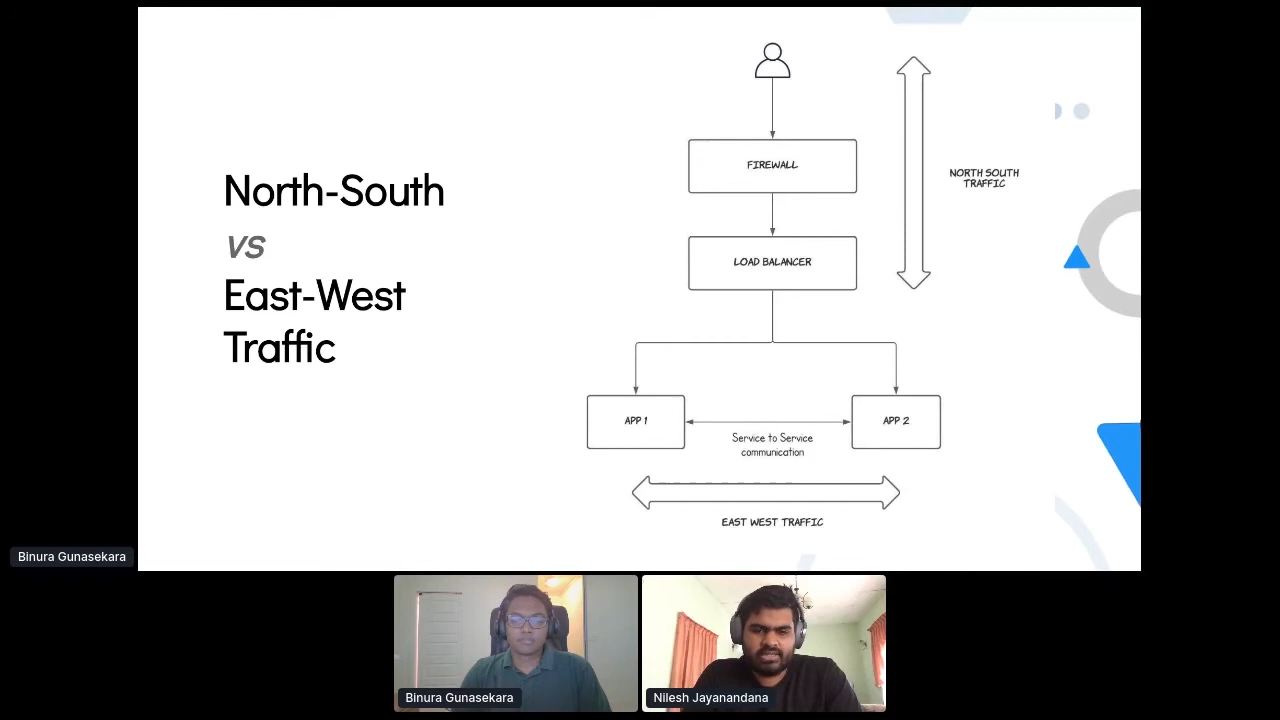 North-South
vs
East-West
Traffic
FIREWALL
NORTH SOUTH
TRAFFIC
LOAD BALANCER
APP 1
APP 2
Service to Service
communication
EAST WEST TRAFFIC
Binura Gunasekara
Binura Gunasekara
Nilesh Jayanandana